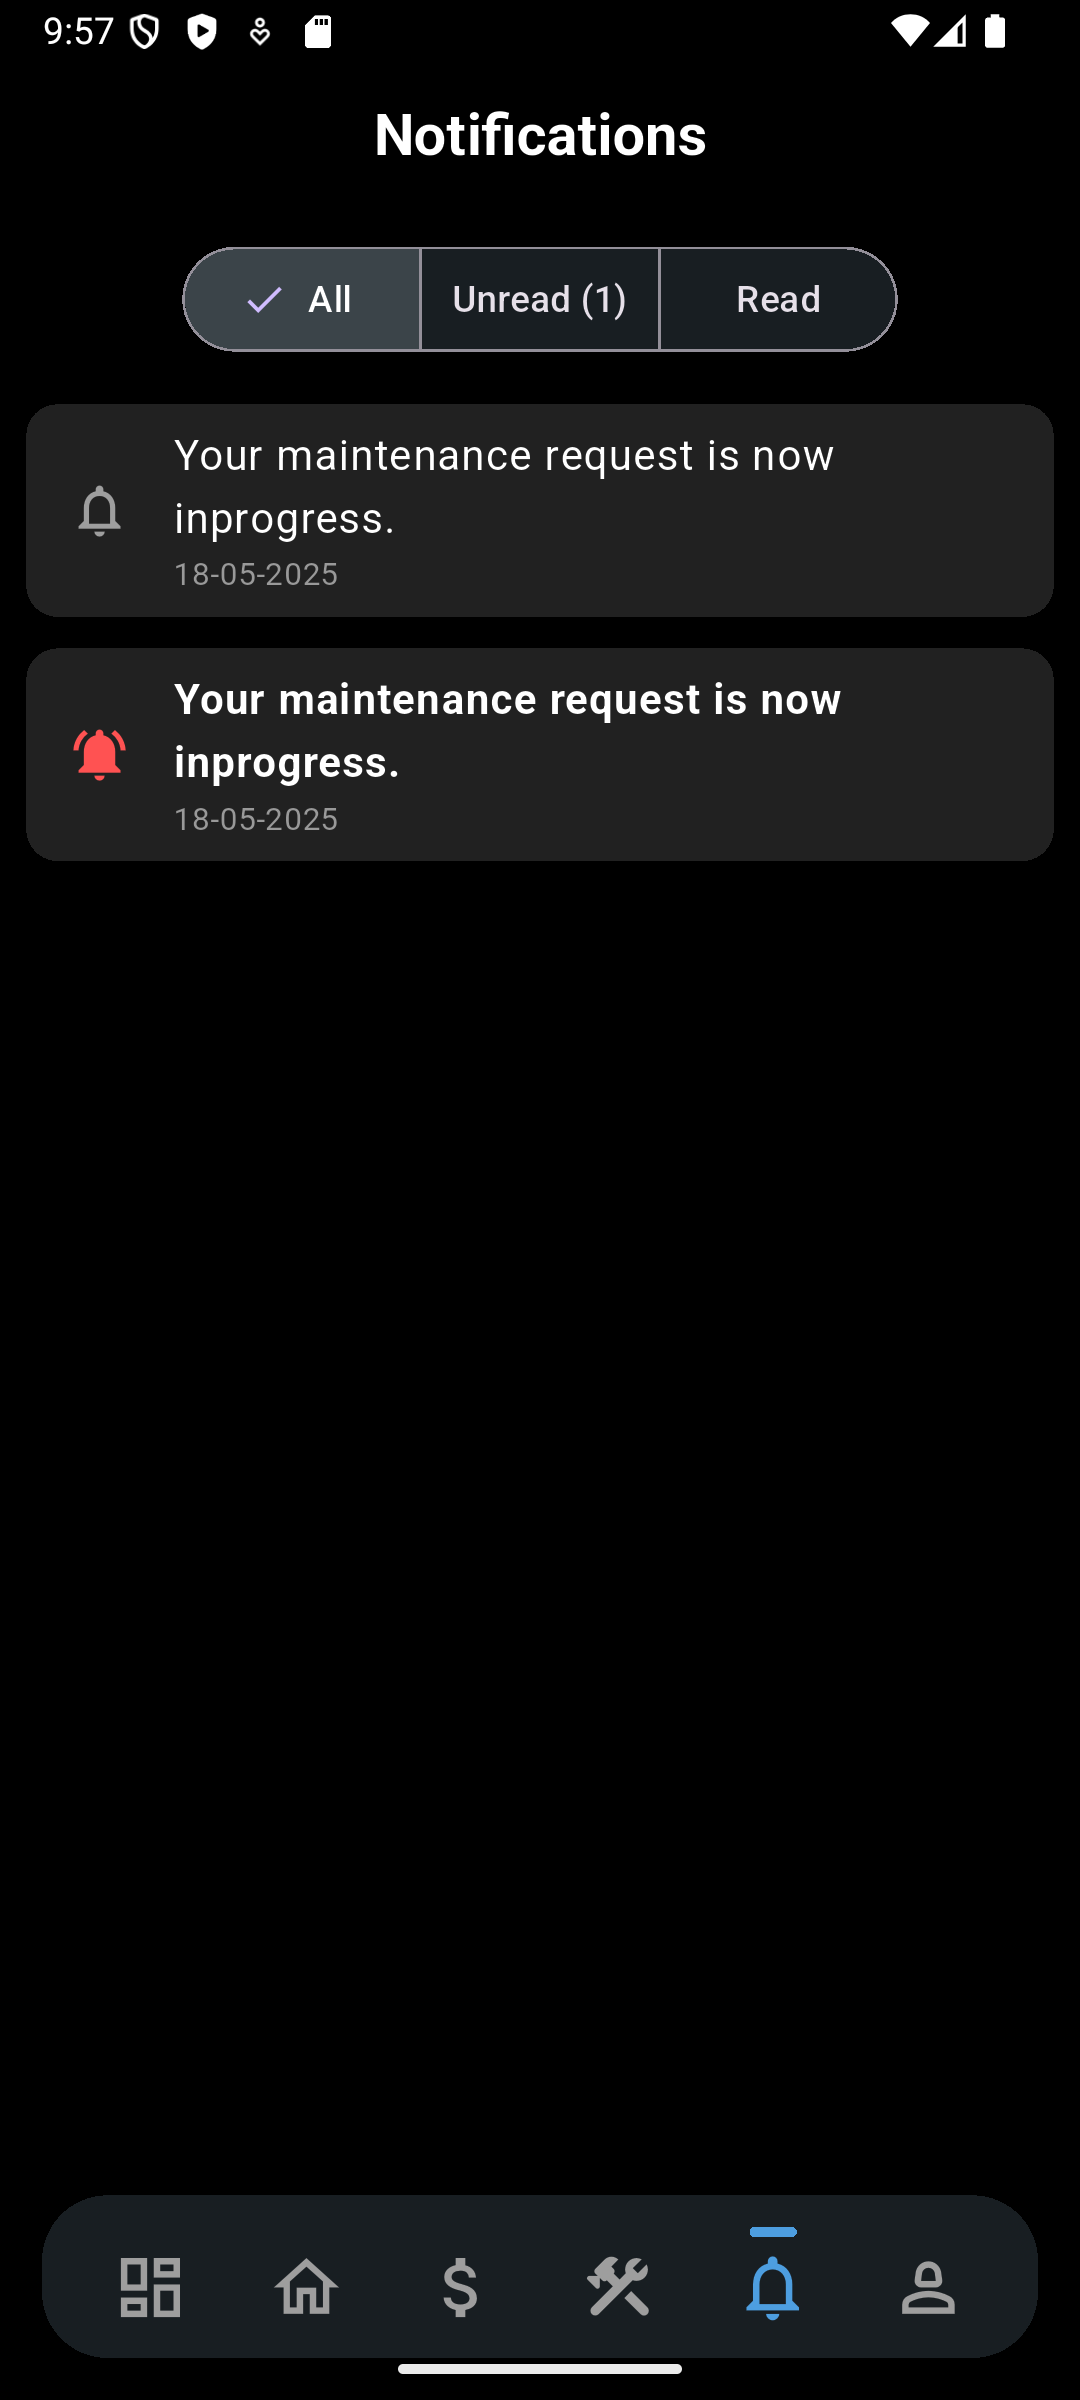 9:57
Notifications
All
Unread (1)
Read
Your maintenance request is now
inprogress.
18-05-2025
Your maintenance request is now
inprogress.
18-05-2025